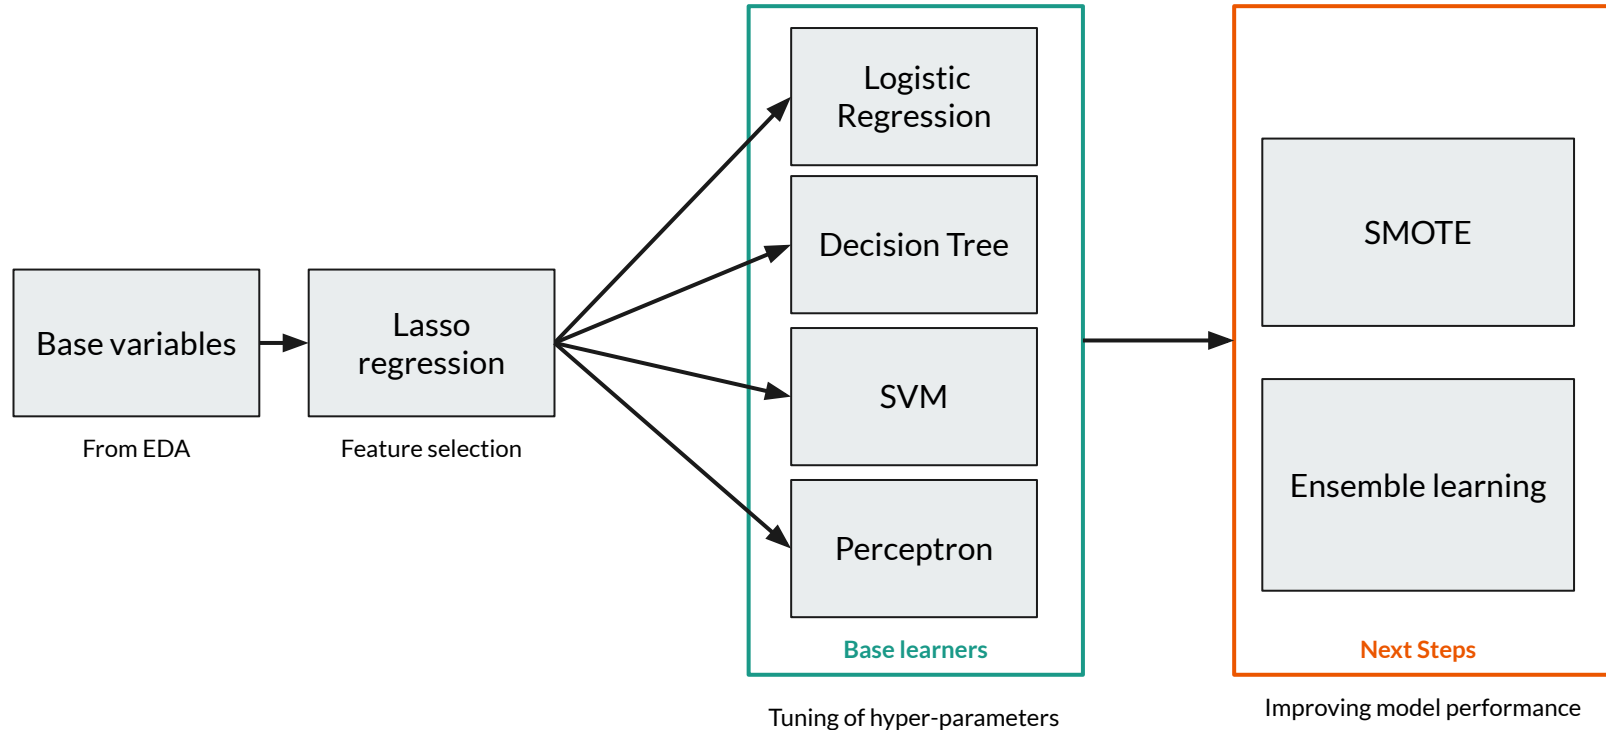 Base variables
From EDA
Lasso
regression
Feature selection
Logistic
Regression
Decision Tree
SVM
Perceptron
Base learners
Tuning of hyper-parameters
SMOTE
Ensemble learning
Next Steps
Improving model performance